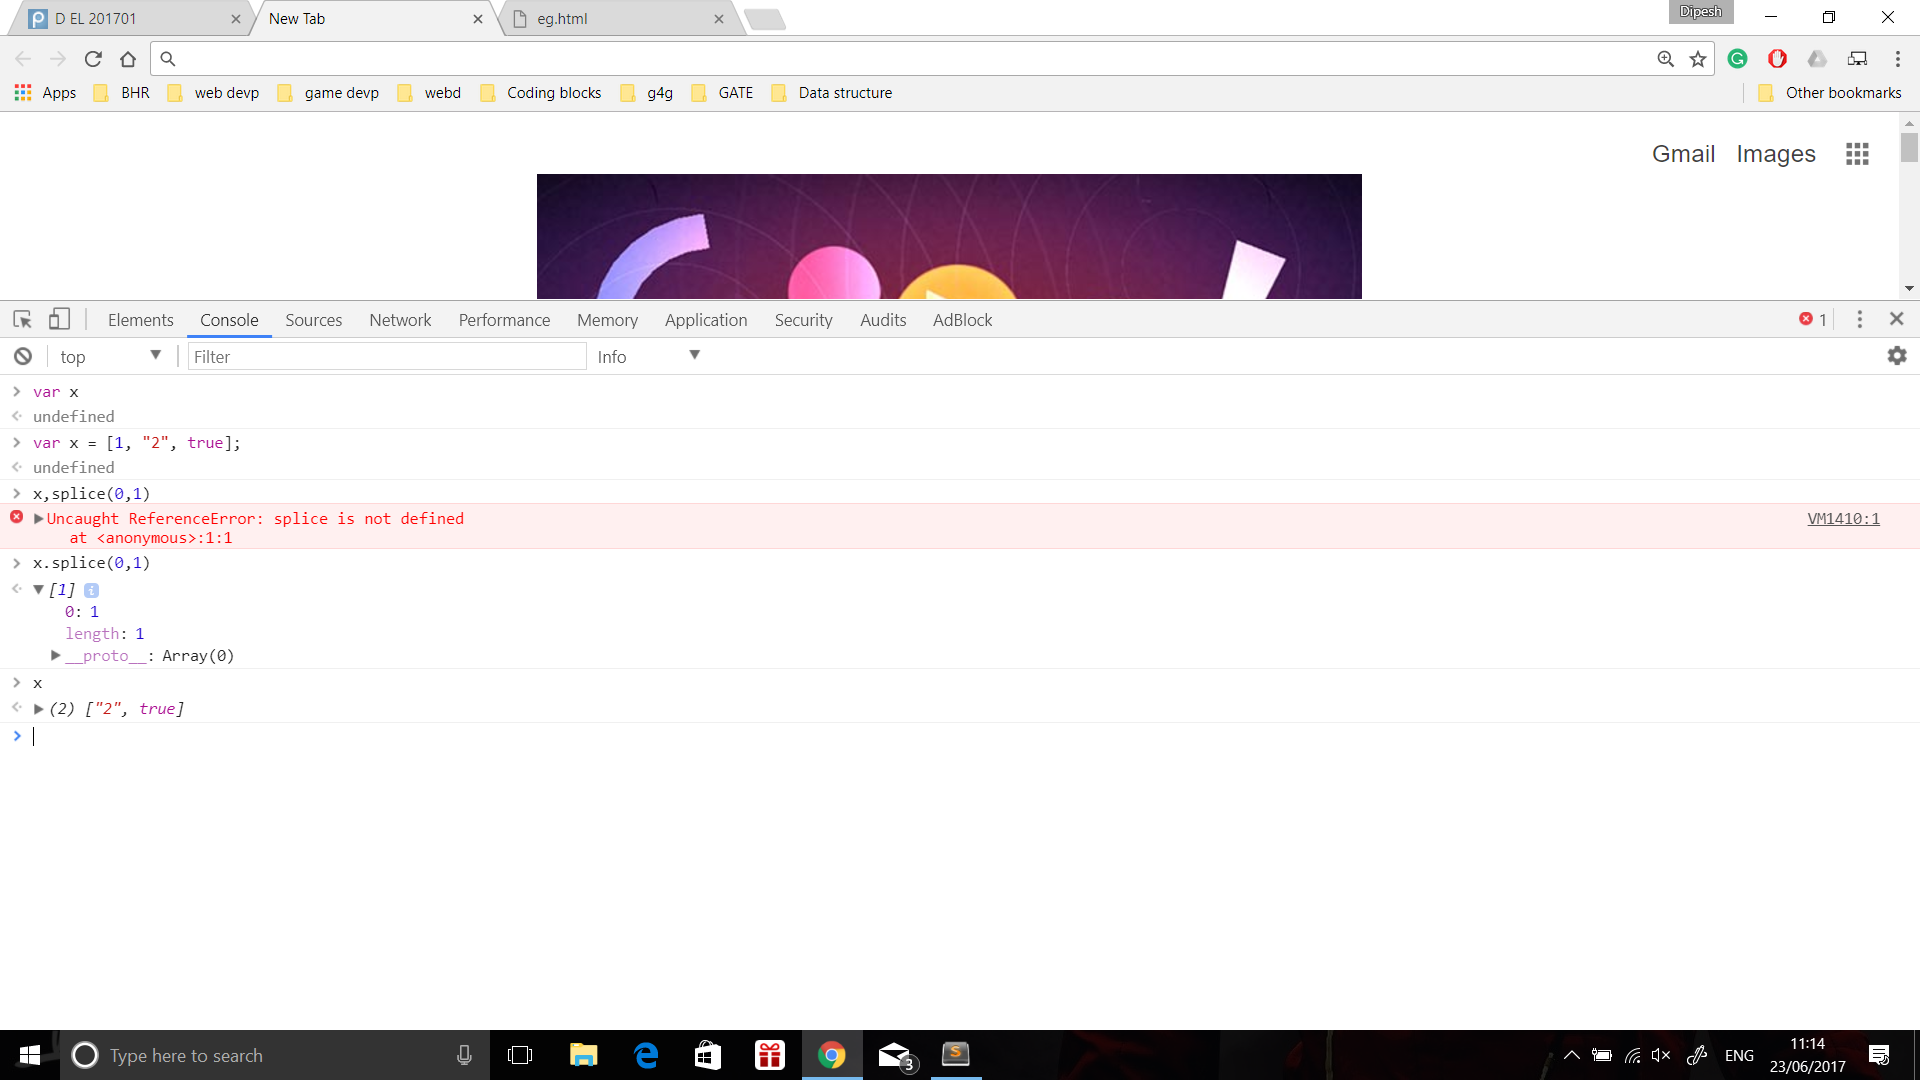 D EL 201701
New Tab
eg.html
Dipesh
Apps BHR web devp game devp webd Coding blocks g4g GATE Data structure Other bookmarks
Gmail Images
Elements Console Sources Network Performance Memory Application Security Audits AdBlock 1
top Filter Info
var x
undefined
var x = [1, "2", true];
undefined
x,splice(0,1)
Uncaught ReferenceError: splice is not defined VM1410:1
at <anonymous>:1:1
x.splice(0,1)
[1] i
0: 1
length: 1
__proto__: Array(0)
x
(2) ["2", true]
Type here to search
3
S
ENG
11:14
23/06/2017